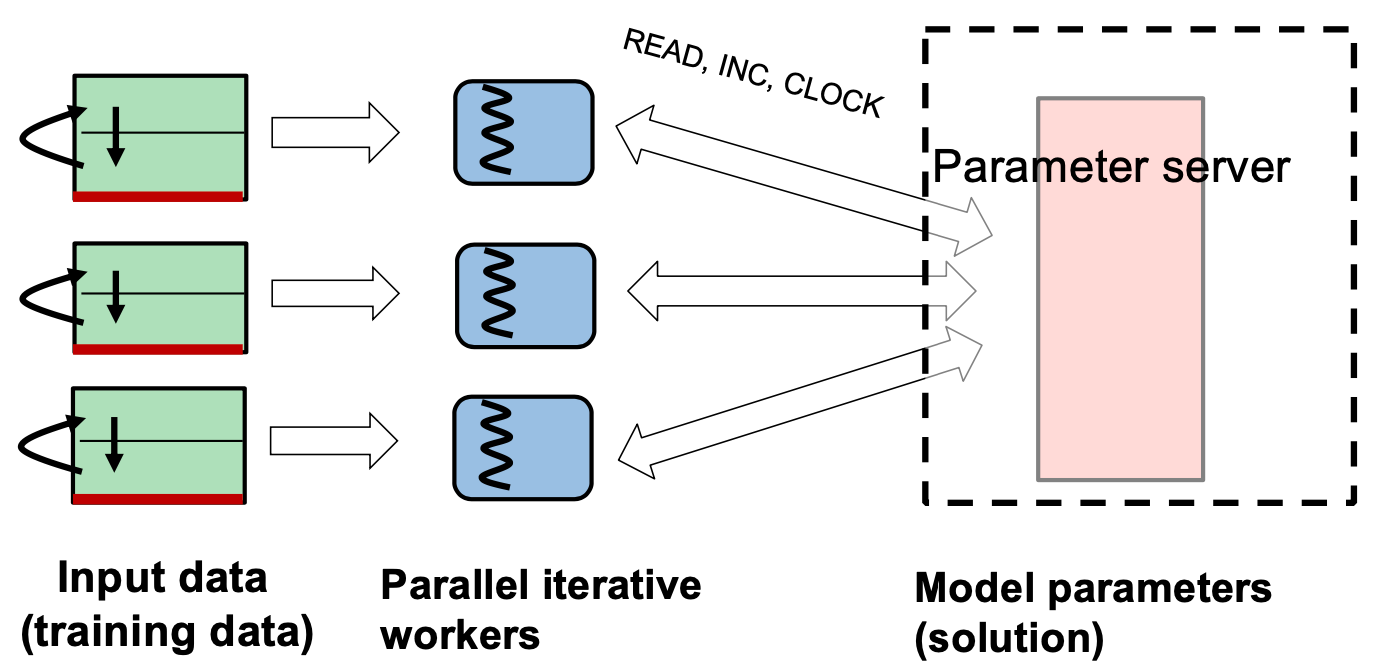 READ, INC, CLOCK
Parameter server
Input data
(training data)
Parallel iterative
workers
Model parameters
(solution)